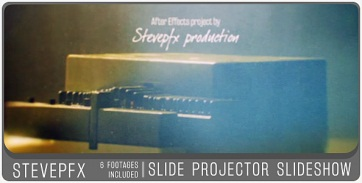 After Effects project by
Stevepfx production
STEVEPFX
6 FOOTAGES
INCLUDED
SLIDE PROJECTOR SLIDESHOW